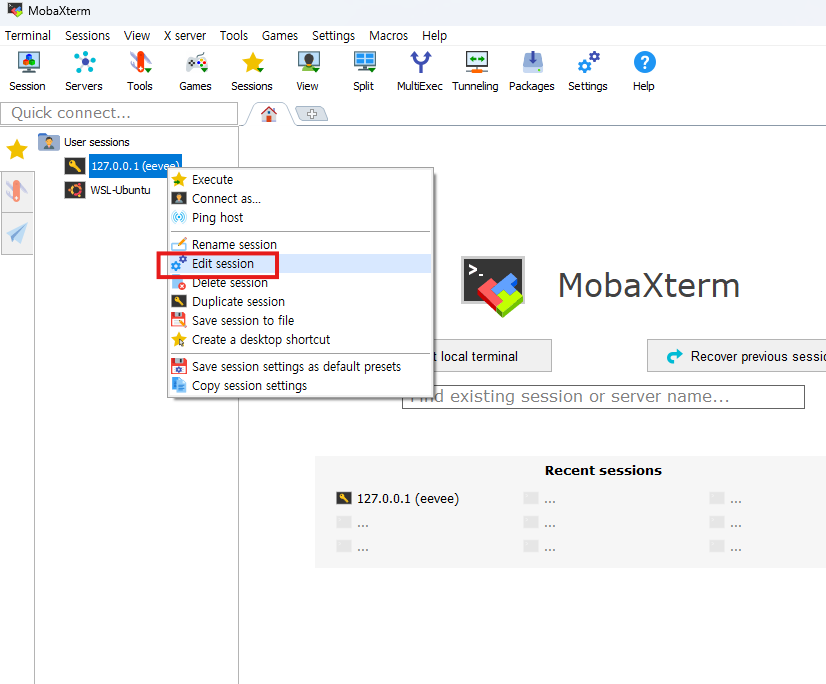 MobaXterm
Terminal Sessions View X server Tools Games Settings Macros Help
Session Servers Tools Games Sessions View Split MultiExec Tunneling Packages Settings Help
Quick connect...
User sessions
127.0.0.1 (eevee)
WSL-Ubuntu
Execute
Connect as...
Ping host
Rename session
Edit session
Delete session
Duplicate session
Save session to file
Create a desktop shortcut
Save session settings as default presets
Copy session settings
>_
MobaXterm
t local terminal
Recover previous sessio
Find existing session or server name...
Recent sessions
127.0.0.1 (eevee) ... ...
... ... ...
... ... ...